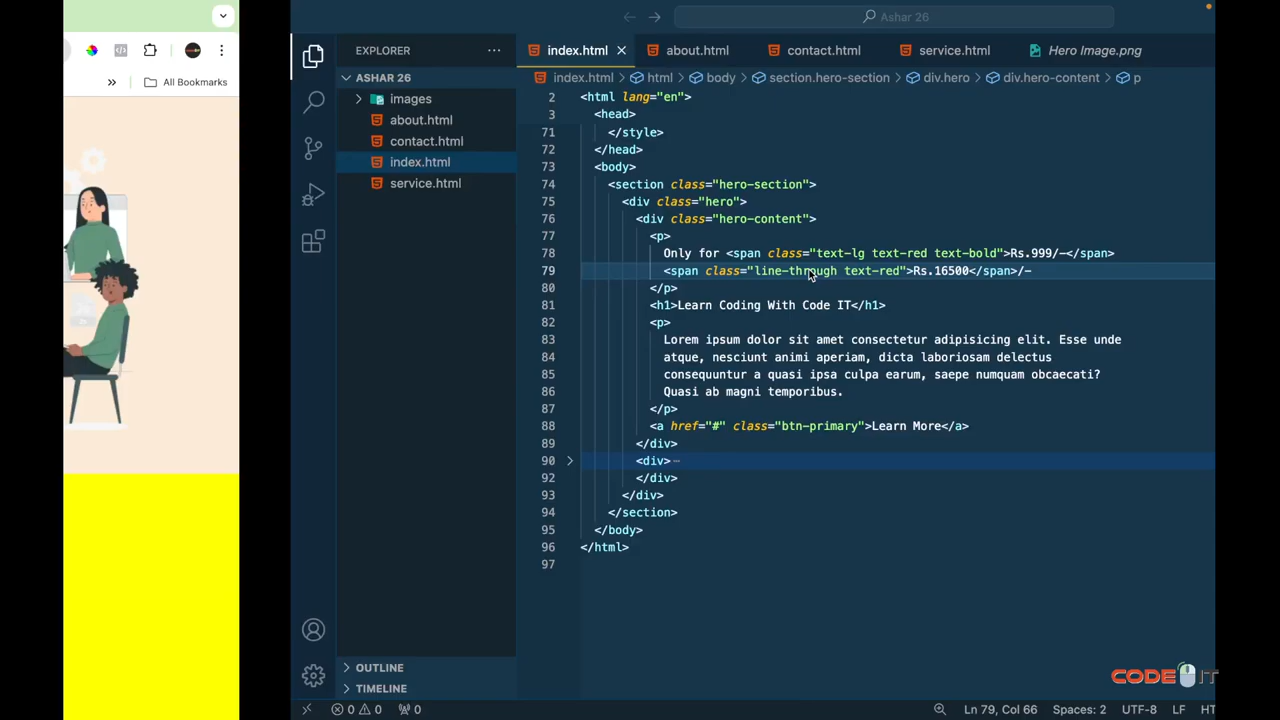 All Bookmarks
Ashar 26
EXPLORER
index.html
about.html
contact.html
service.html
Hero Image.png
ASHAR 26
images
about.html
contact.html
index.html
service.html
index.html > html > body > section.hero-section > div.hero > div.hero-content > p
2 <html lang="en">
3 <head>
71 </style>
72 </head>
73 <body>
74 <section class="hero-section">
75 <div class="hero">
76 <div class="hero-content">
77 <p>
78 Only for <span class="text-lg text-red text-bold">Rs.999/-</span>
79 <span class="line-through text-red">Rs.16500</span>/-
80 </p>
81 <h1>Learn Coding With Code IT</h1>
82 <p>
83 Lorem ipsum dolor sit amet consectetur adipisicing elit. Esse unde
84 atque, nesciunt animi aperiam, dicta laboriosam delectus
85 consequuntur a quasi ipsa culpa earum, saepe numquam obcaecati?
86 Quasi ab magni temporibus.
87 </p>
88 <a href="#" class="btn-primary">Learn More</a>
89 </div>
90 <div>
92 </div>
93 </div>
94 </section>
95 </body>
96 </html>
97
OUTLINE
TIMELINE
CODE IT
0 0 0
Ln 79, Col 66
Spaces: 2
UTF-8
LF
HT